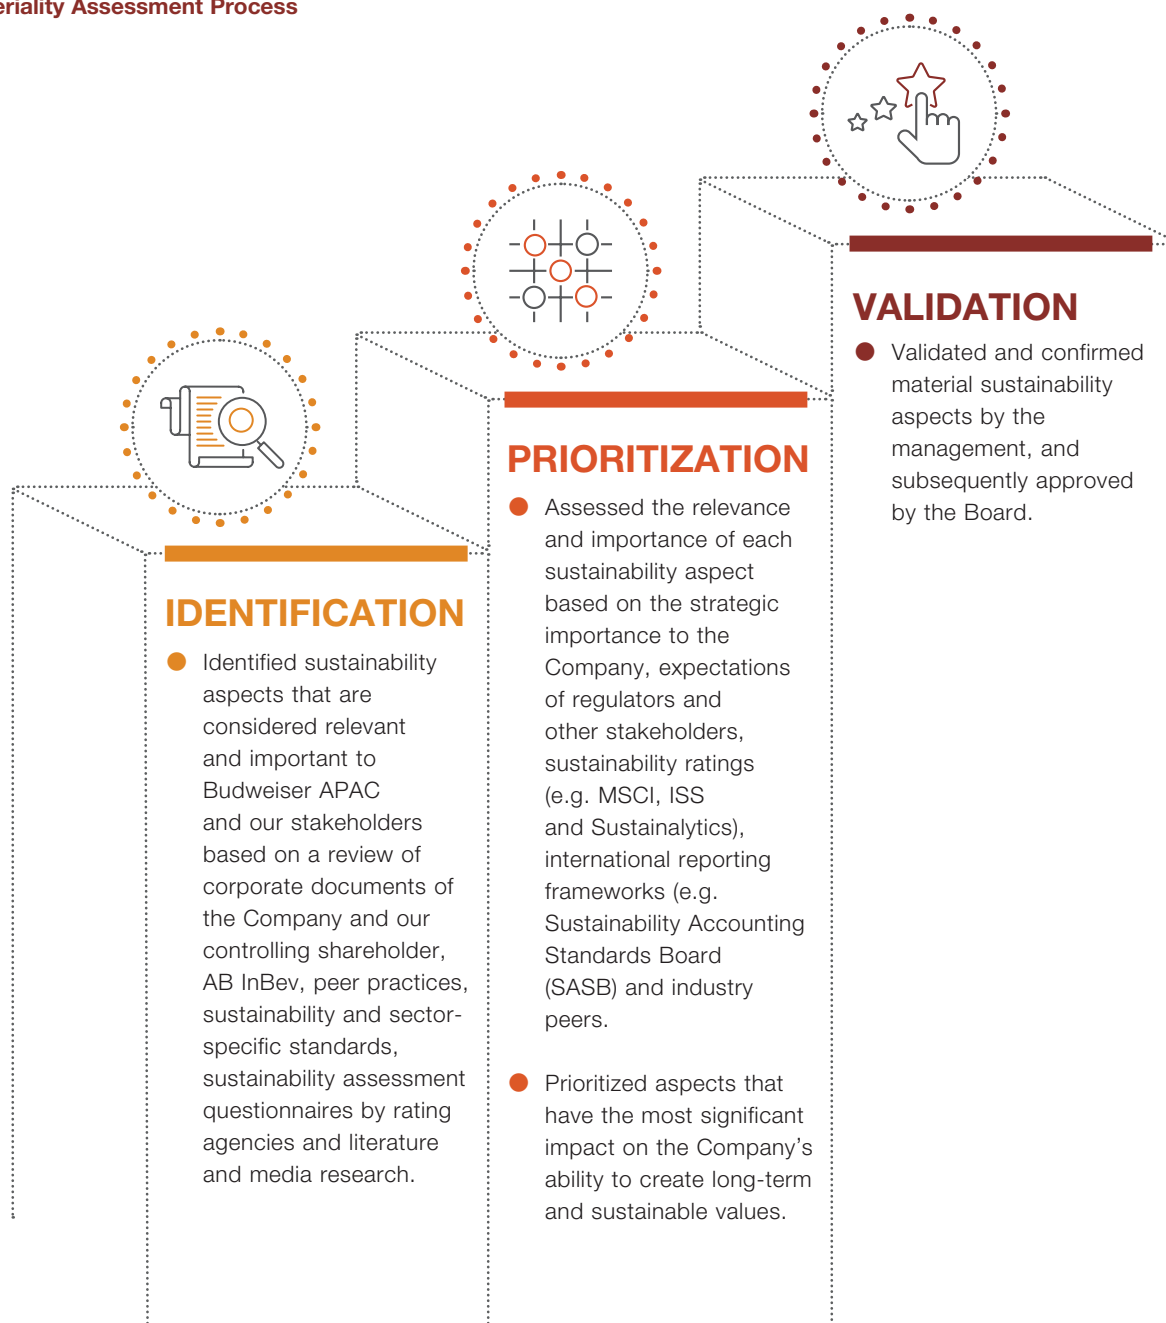 eriality Assessment Process
IDENTIFICATION
● Identified sustainability
aspects that are
considered relevant
and important to
Budweiser APAC
and our stakeholders
based on a review of
corporate documents of
the Company and our
controlling shareholder,
AB InBev, peer practices,
sustainability and sector-
specific standards,
sustainability assessment
questionnaires by rating
agencies and literature
and media research.
PRIORITIZATION
● Assessed the relevance
and importance of each
sustainability aspect
based on the strategic
importance to the
Company, expectations
of regulators and
other stakeholders,
sustainability ratings
(e.g. MSCI, ISS
and Sustainalytics),
international reporting
frameworks (e.g.
Sustainability Accounting
Standards Board
(SASB) and industry
peers.
● Prioritized aspects that
have the most significant
impact on the Company’s
ability to create long-term
and sustainable values.
VALIDATION
● Validated and confirmed
material sustainability
aspects by the
management, and
subsequently approved
by the Board.